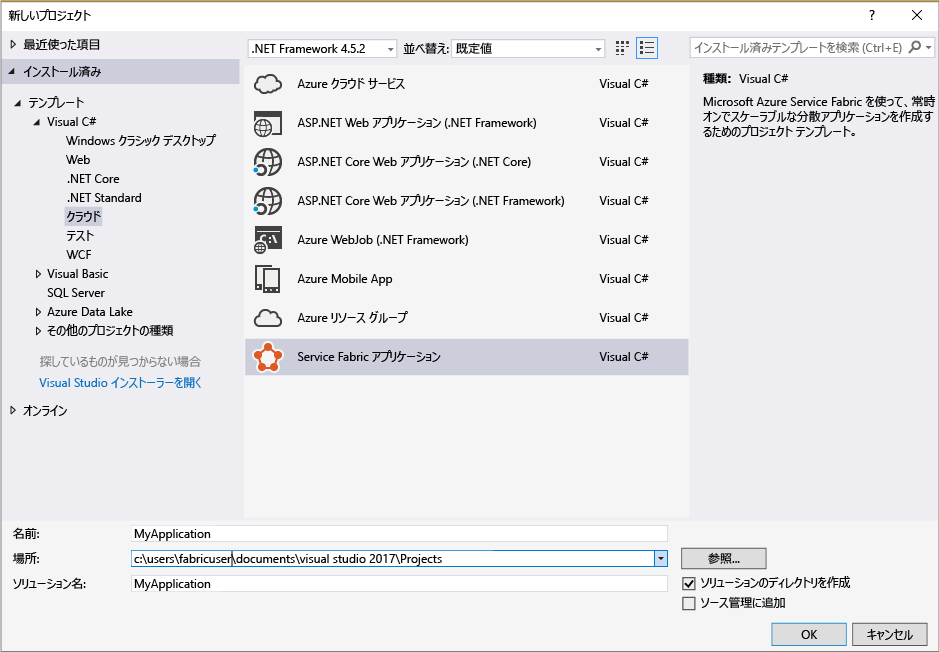 新しいプロジェクト
?
最近使った項目
インストール済み
テンプレート
Visual C#
Windows クラシック デスクトップ
Web
.NET Core
.NET Standard
クラウド
テスト
WCF
Visual Basic
SQL Server
Azure Data Lake
その他のプロジェクトの種類
探しているものが見つからない場合
Visual Studio インストーラーを開く
オンライン
.NET Framework 4.5.2
並べ替え: 既定値
Azure クラウド サービス Visual C#
ASP.NET Web アプリケーション (.NET Framework) Visual C#
ASP.NET Core Web アプリケーション (.NET Core) Visual C#
ASP.NET Core Web アプリケーション (.NET Framework) Visual C#
Azure WebJob (.NET Framework) Visual C#
Azure Mobile App Visual C#
Azure リソース グループ Visual C#
Service Fabric アプリケーション Visual C#
インストール済みテンプレートを検索 (Ctrl+E)
種類: Visual C#
Microsoft Azure Service Fabric を使って、常時
オンでスケーラブルな分散アプリケーションを作成す
るためのプロジェクト テンプレート。
名前: MyApplication
場所: c:\users\fabricuser\documents\visual studio 2017\Projects
参照...
ソリューション名: MyApplication
ソリューションのディレクトリを作成
ソース管理に追加
OK
キャンセル